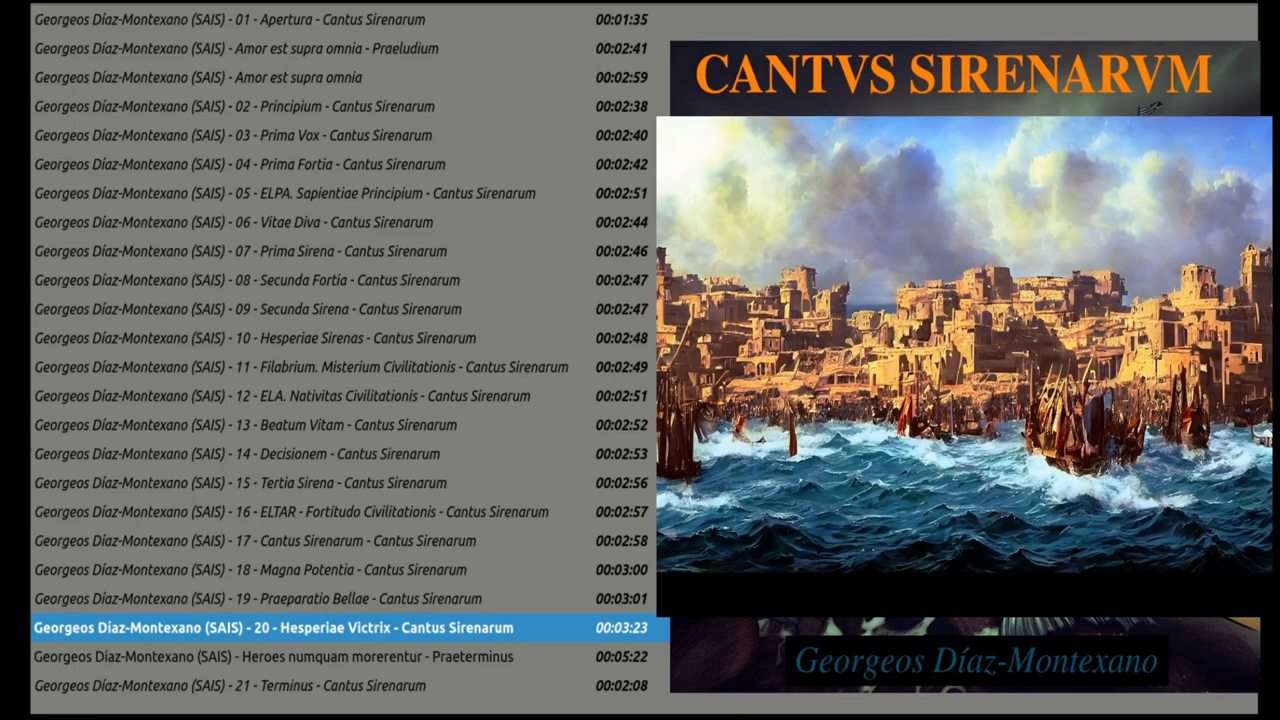 Georgeos Díaz-Montexano (SAIS) - 01 - Apertura - Cantus Sirenarum 00:01:35
Georgeos Díaz-Montexano (SAIS) - Amor est supra omnia - Praeludium 00:02:41
Georgeos Díaz-Montexano (SAIS) - Amor est supra omnia 00:02:59
Georgeos Díaz-Montexano (SAIS) - 02 - Principium - Cantus Sirenarum 00:02:38
Georgeos Díaz-Montexano (SAIS) - 03 - Prima Vox - Cantus Sirenarum 00:02:40
Georgeos Díaz-Montexano (SAIS) - 04 - Prima Fortia - Cantus Sirenarum 00:02:42
Georgeos Díaz-Montexano (SAIS) - 05 - ELPA. Sapientiae Principium - Cantus Sirenarum 00:02:51
Georgeos Díaz-Montexano (SAIS) - 06 - Vitae Diva - Cantus Sirenarum 00:02:44
Georgeos Díaz-Montexano (SAIS) - 07 - Prima Sirena - Cantus Sirenarum 00:02:46
Georgeos Díaz-Montexano (SAIS) - 08 - Secunda Fortia - Cantus Sirenarum 00:02:47
Georgeos Díaz-Montexano (SAIS) - 09 - Secunda Sirena - Cantus Sirenarum 00:02:47
Georgeos Díaz-Montexano (SAIS) - 10 - Hesperiae Sirenas - Cantus Sirenarum 00:02:48
Georgeos Díaz-Montexano (SAIS) - 11 - Filabrium. Misterium Civilitationis - Cantus Sirenarum 00:02:49
Georgeos Díaz-Montexano (SAIS) - 12 - ELA. Nativitas Civilitationis - Cantus Sirenarum 00:02:51
Georgeos Díaz-Montexano (SAIS) - 13 - Beatum Vitam - Cantus Sirenarum 00:02:52
Georgeos Díaz-Montexano (SAIS) - 14 - Decisionem - Cantus Sirenarum 00:02:53
Georgeos Díaz-Montexano (SAIS) - 15 - Tertia Sirena - Cantus Sirenarum 00:02:56
Georgeos Díaz-Montexano (SAIS) - 16 - ELTAR - Fortitudo Civilitationis - Cantus Sirenarum 00:02:57
Georgeos Díaz-Montexano (SAIS) - 17 - Cantus Sirenarum - Cantus Sirenarum 00:02:58
Georgeos Díaz-Montexano (SAIS) - 18 - Magna Potentia - Cantus Sirenarum 00:03:00
Georgeos Díaz-Montexano (SAIS) - 19 - Praeparatio Bellae - Cantus Sirenarum 00:03:01
Georgeos Díaz-Montexano (SAIS) - 20 - Hesperiae Victrix - Cantus Sirenarum 00:03:23
Georgeos Díaz-Montexano (SAIS) - Heroes numquam morerentur - Praeterminus 00:05:22
Georgeos Díaz-Montexano (SAIS) - 21 - Terminus - Cantus Sirenarum 00:02:08
CANTVS SIRENARVM
Georgeos Díaz-Montexano